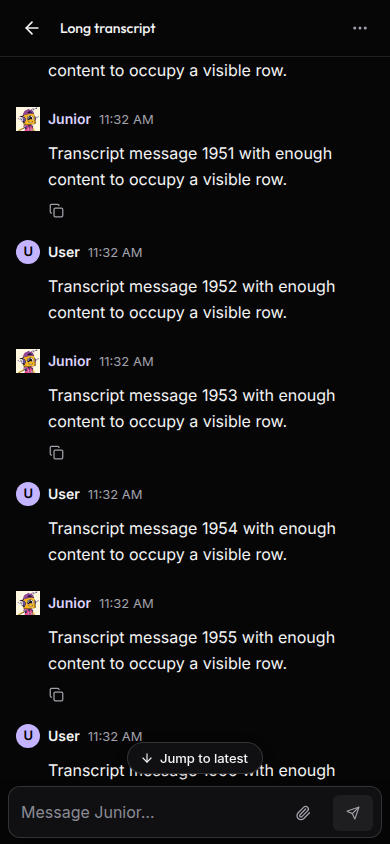 Long transcript
content to occupy a visible row.
Junior 11:32 AM
Transcript message 1951 with enough
content to occupy a visible row.
U User 11:32 AM
Transcript message 1952 with enough
content to occupy a visible row.
Junior 11:32 AM
Transcript message 1953 with enough
content to occupy a visible row.
U User 11:32 AM
Transcript message 1954 with enough
content to occupy a visible row.
Junior 11:32 AM
Transcript message 1955 with enough
content to occupy a visible row.
U User 11:32 AM
Jump to latest
Transcript with enough
Message Junior...